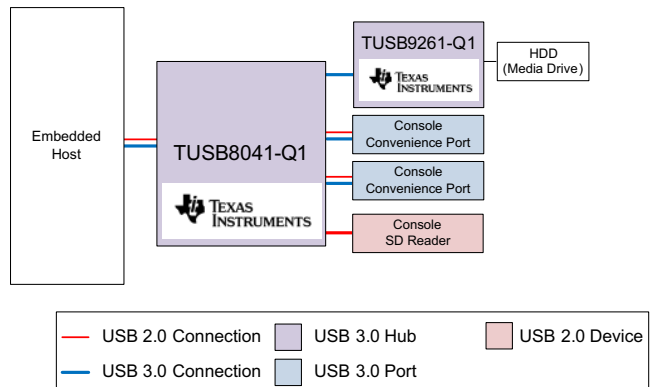 TUSB9261-Q1
TEXAS
INSTRUMENTS
HDD
(Media Drive)
Embedded
Host
TUSB8041-Q1
TEXAS
INSTRUMENTS
Console
Convenience Port
Console
Convenience Port
Console
SD Reader
USB 2.0 Connection
USB 3.0 Hub
USB 2.0 Device
USB 3.0 Connection
USB 3.0 Port